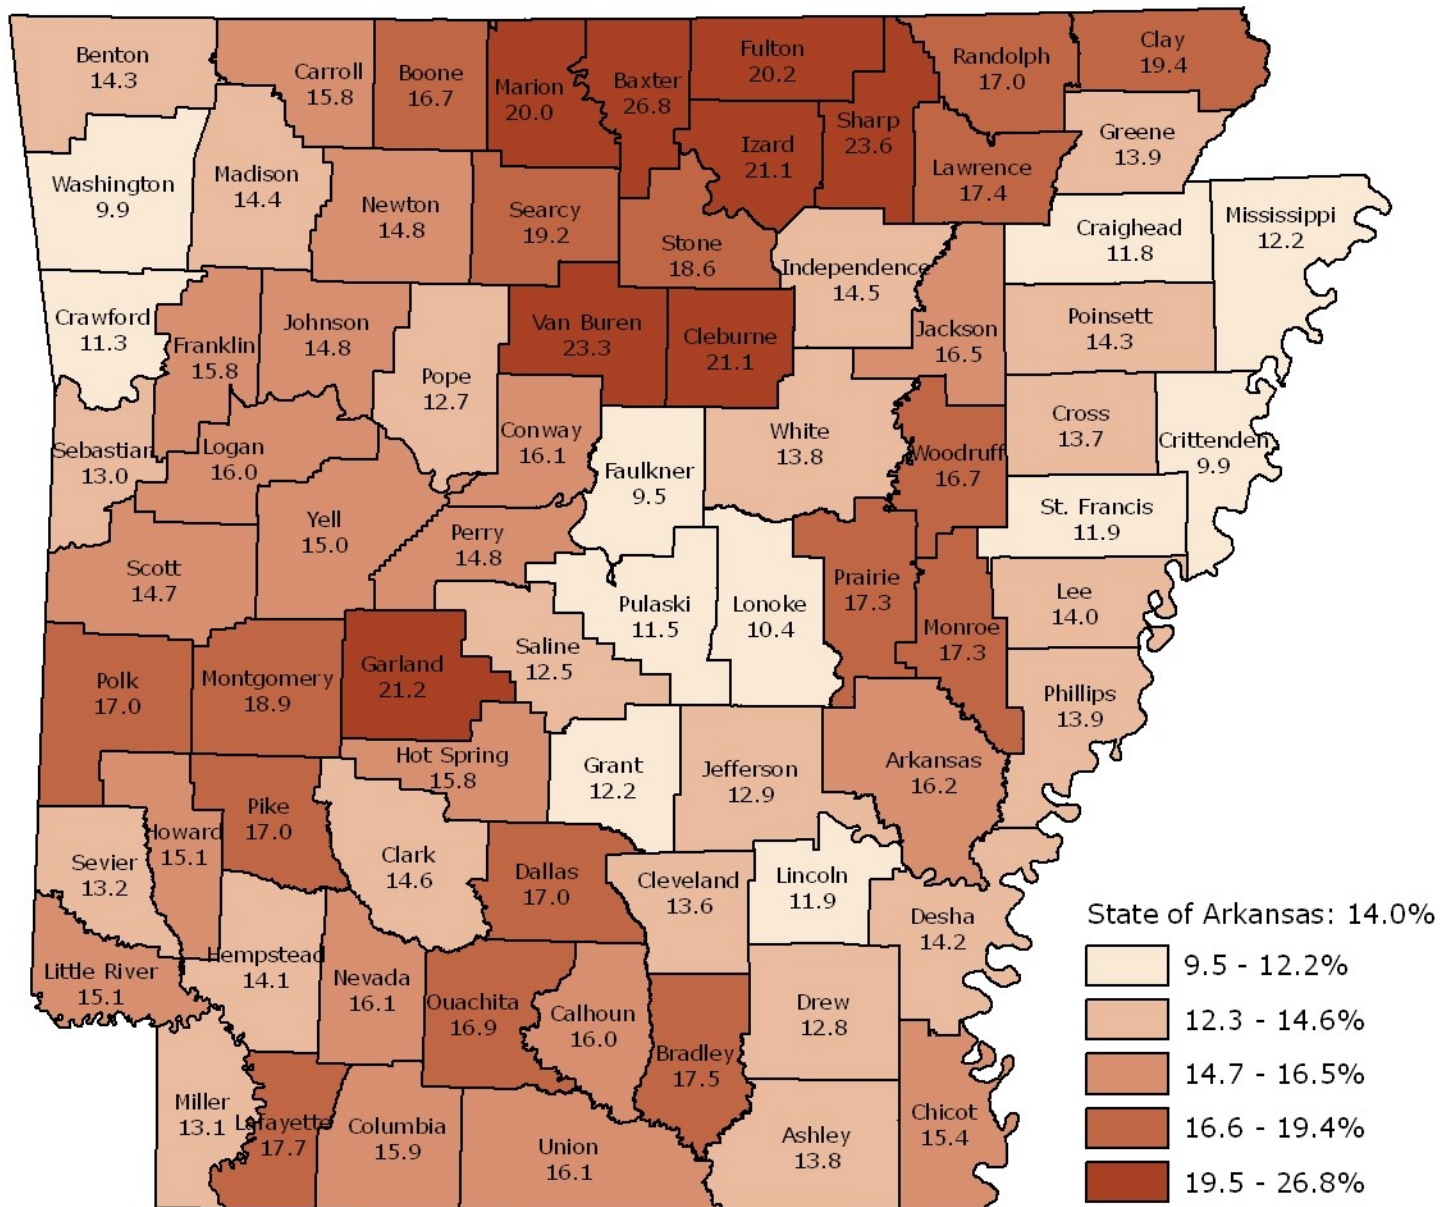 Benton
14.3
Carroll
15.8
Boone
16.7
Marion
20.0
Baxter
26.8
Fulton
20.2
Sharp
23.6
Randolph
17.0
Clay
19.4
Greene
13.9
Washington
9.9
Madison
14.4
Newton
14.8
Searcy
19.2
Stone
18.6
Izard
21.1
Lawrence
17.4
Independence
14.5
Craighead
11.8
Mississippi
12.2
Crawford
11.3
Franklin
15.8
Johnson
14.8
Pope
12.7
Van Buren
23.3
Cleburne
21.1
Jackson
16.5
Poinsett
14.3
Sebastian
13.0
Logan
16.0
Conway
16.1
Faulkner
9.5
White
13.8
Woodruff
16.7
Cross
13.7
Crittenden
9.9
Scott
14.7
Yell
15.0
Perry
14.8
Pulaski
11.5
Lonoke
10.4
Prairie
17.3
Monroe
17.3
St. Francis
11.9
Lee
14.0
Polk
17.0
Montgomery
18.9
Garland
21.2
Saline
12.5
Phillips
13.9
Hot Spring
15.8
Grant
12.2
Jefferson
12.9
Arkansas
16.2
Sevier
13.2
Howard
15.1
Pike
17.0
Clark
14.6
Dallas
17.0
Cleveland
13.6
Lincoln
11.9
Desha
14.2
Little River
15.1
Hempstead
14.1
Nevada
16.1
Ouachita
16.9
Calhoun
16.0
Bradley
17.5
Drew
12.8
Miller
13.1
Lafayette
17.7
Columbia
15.9
Union
16.1
Ashley
13.8
Chicot
15.4
State of Arkansas: 14.0%
9.5 - 12.2%
12.3 - 14.6%
14.7 - 16.5%
16.6 - 19.4%
19.5 - 26.8%